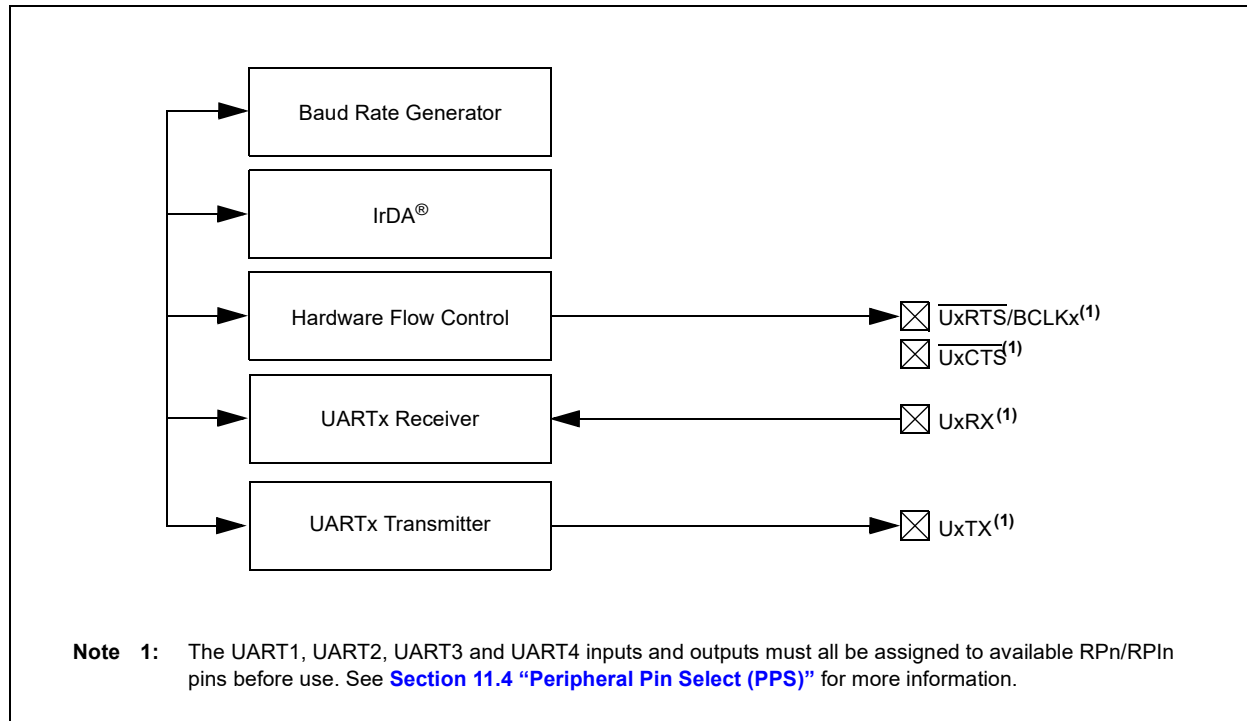 Baud Rate Generator
IrDA®
Hardware Flow Control
UxRTS/BCLKx(1)
UxCTS(1)
UARTx Receiver
UxRX(1)
UARTx Transmitter
UxTX(1)
Note 1: The UART1, UART2, UART3 and UART4 inputs and outputs must all be assigned to available RPn/RPIn
pins before use. See Section 11.4 “Peripheral Pin Select (PPS)” for more information.